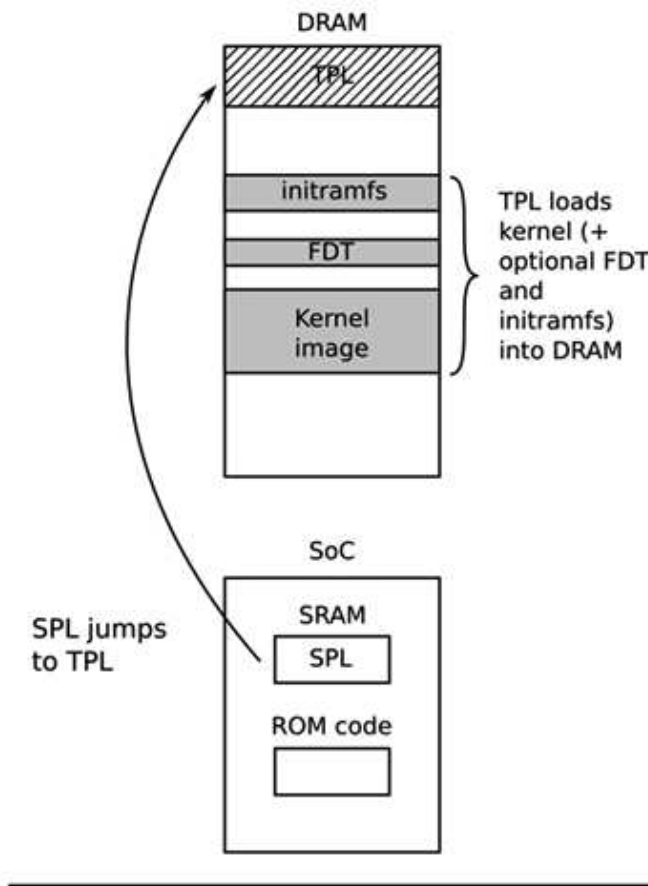 DRAM
TPL
initramfs
FDT
Kernel
image
TPL loads
kernel (+
optional FDT
and
initramfs)
into DRAM
SoC
SRAM
SPL
ROM code
SPL jumps
to TPL